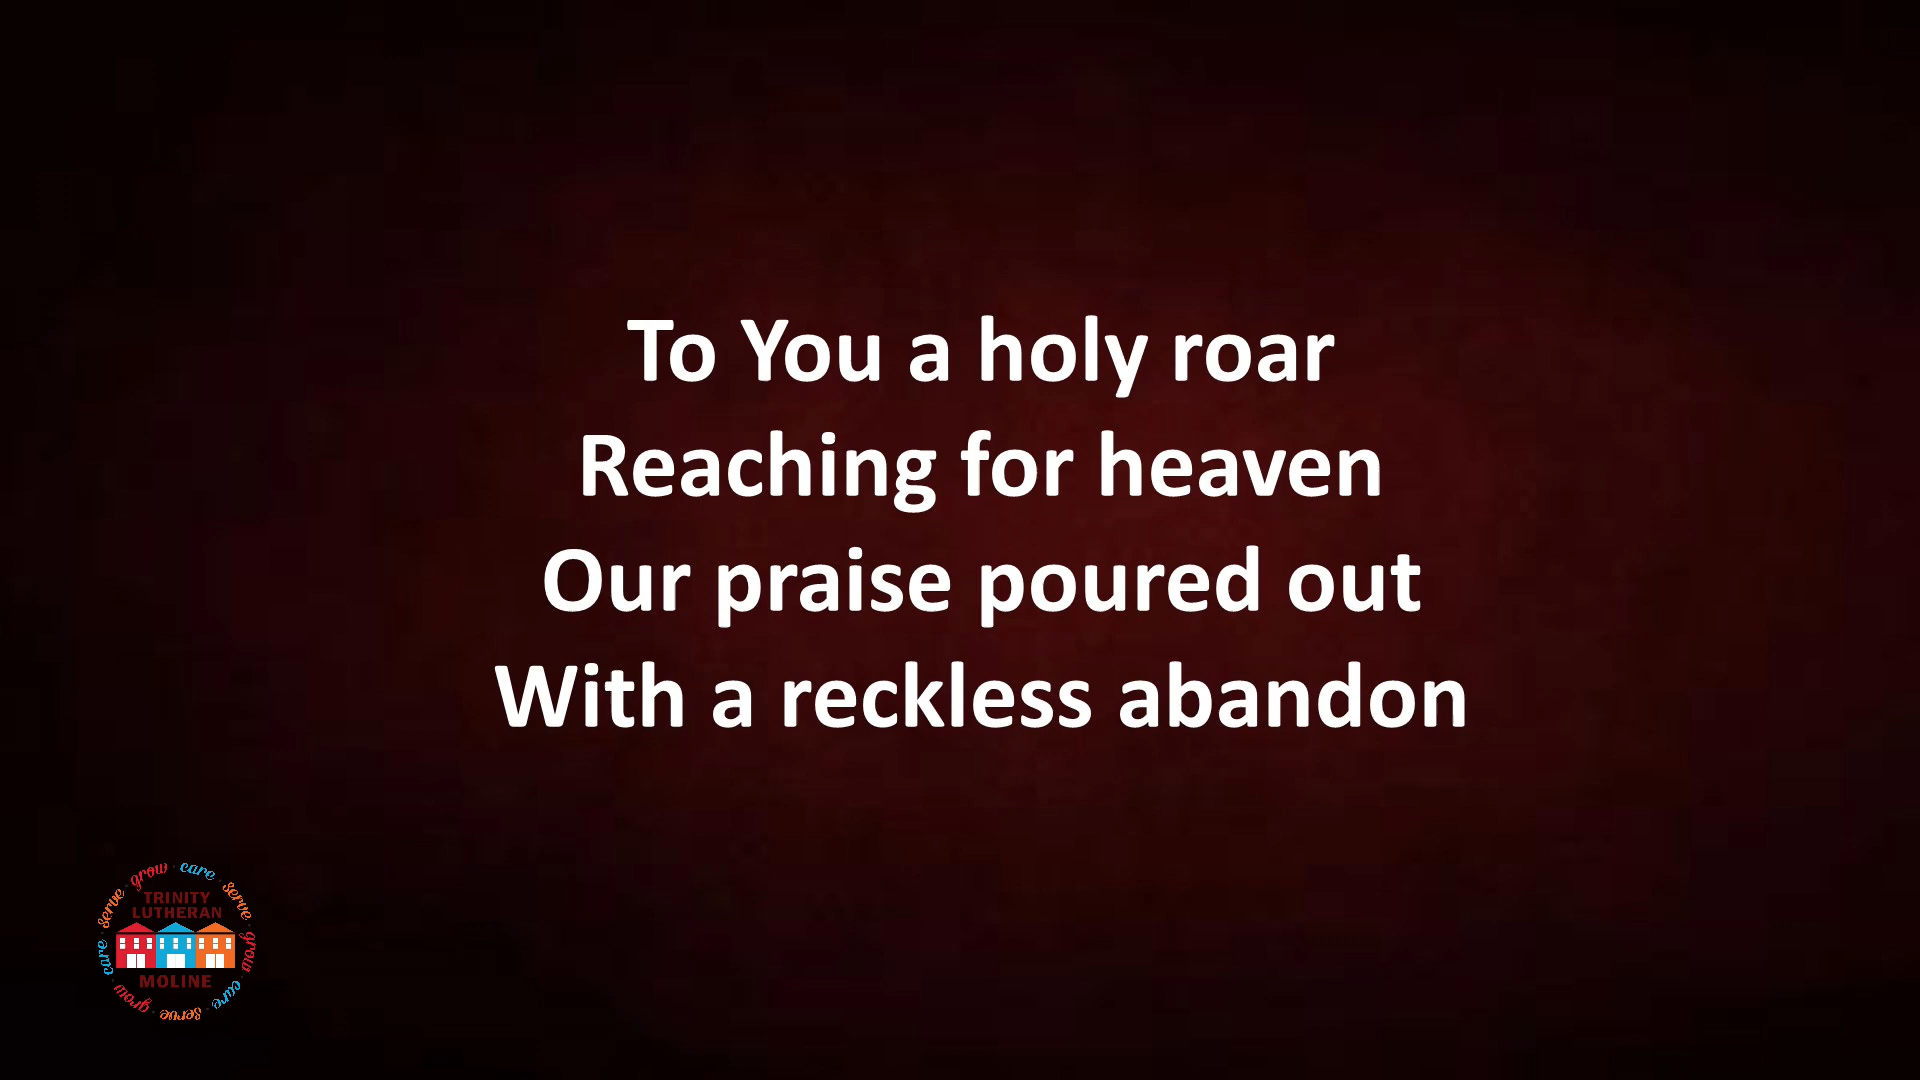 To You a holy roar
Reaching for heaven
Our praise poured out
With a reckless abandon
grow · care · serve · grow · care · serve · grow · care · serve
TRINITY
LUTHERAN
MOLINE